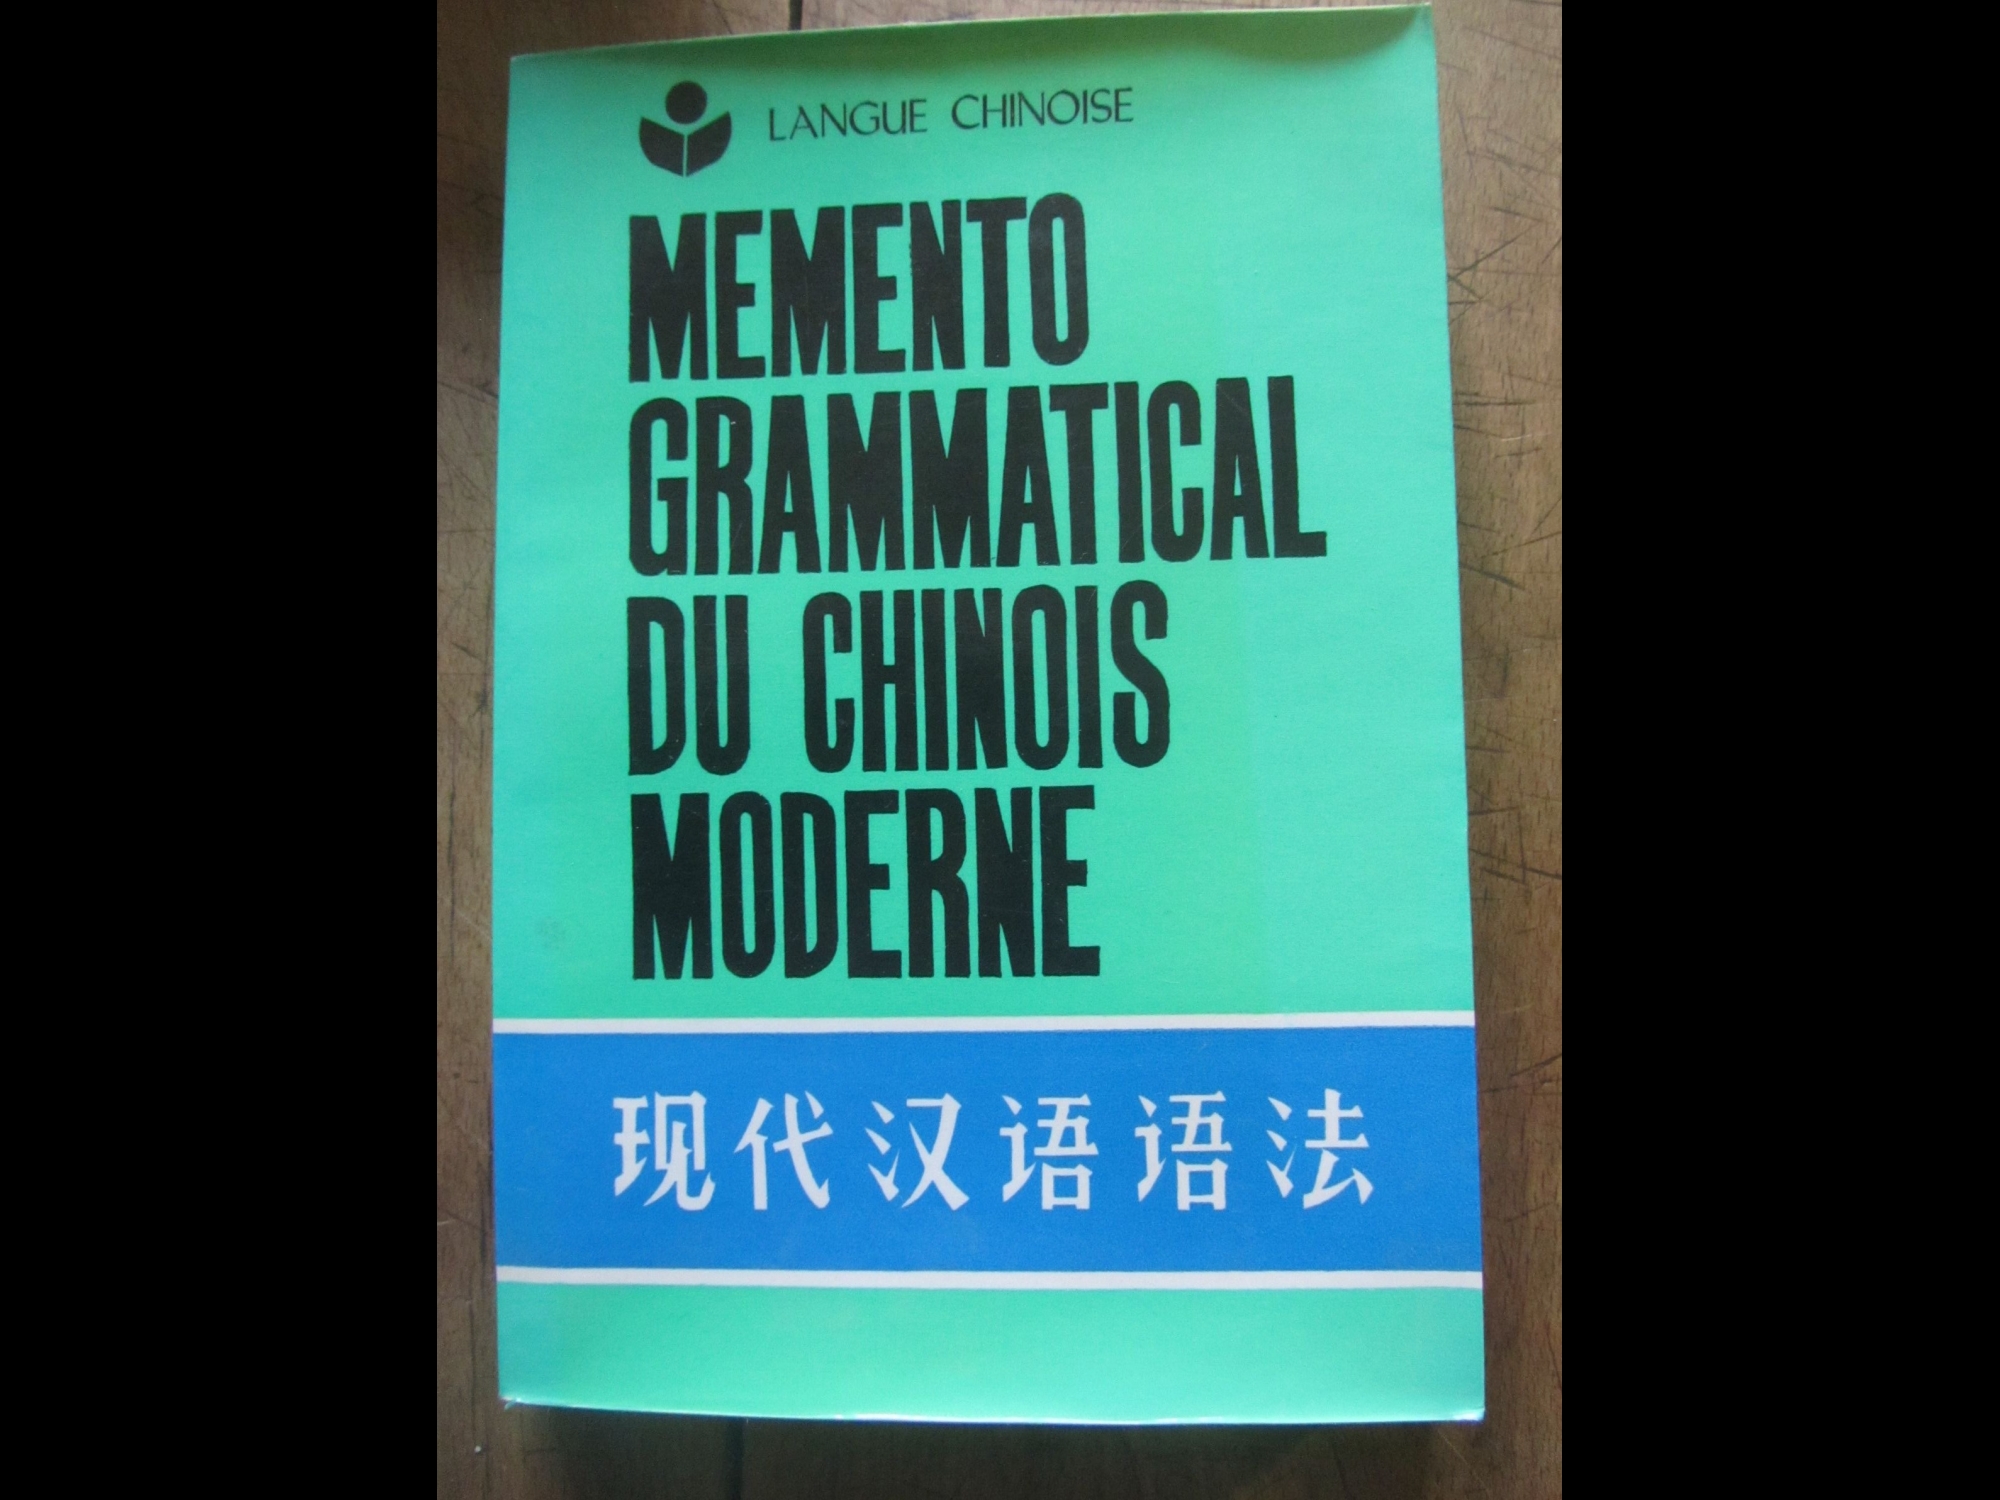 LANGUE CHINOISE
MEMENTO
GRAMMATICAL
DU CHINOIS
MODERNE
现代汉语语法